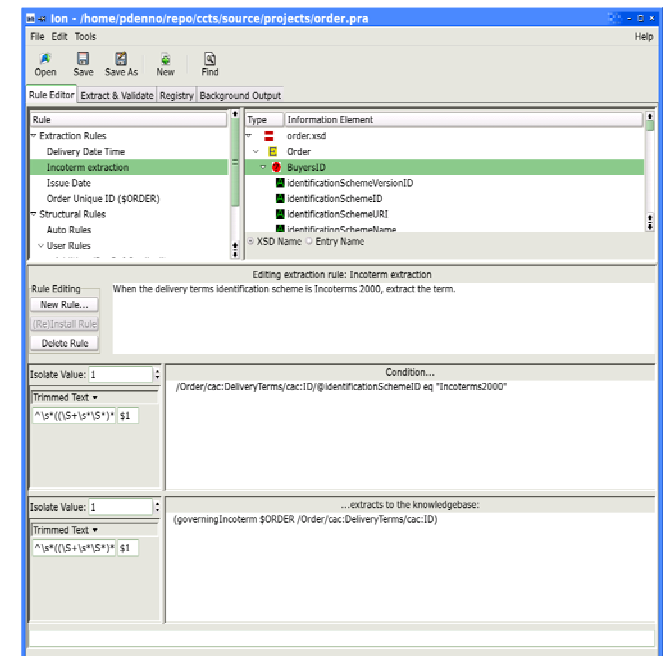 Ion - /home/pdenno/repo/ccts/source/projects/order.pra
File Edit Tools Help
Open Save Save As New Find
Rule Editor Extract & Validate Registry Background Output
Rule
Extraction Rules
Delivery Date Time
Incoterm extraction
Issue Date
Order Unique ID ($ORDER)
Structural Rules
Auto Rules
User Rules
Type Information Element
order.xsd
E Order
BuyersID
identificationSchemeVersionID
identificationSchemeID
identificationSchemeURI
identificationSchemeName
XSD Name Entry Name
Editing extraction rule: Incoterm extraction
Rule Editing
New Rule...
(Re)Install Rule
Delete Rule
When the delivery terms identification scheme is Incoterms 2000, extract the term.
Isolate Value: 1
Trimmed Text
^\s*((\S+\s*\S*)* $1
Condition...
/Order/cac:DeliveryTerms/cac:ID/@identificationSchemeID eq "Incoterms2000"
Isolate Value: 1
Trimmed Text
^\s*((\S+\s*\S*)* $1
...extracts to the knowledgebase:
(governingIncoterm $ORDER /Order/cac:DeliveryTerms/cac:ID)